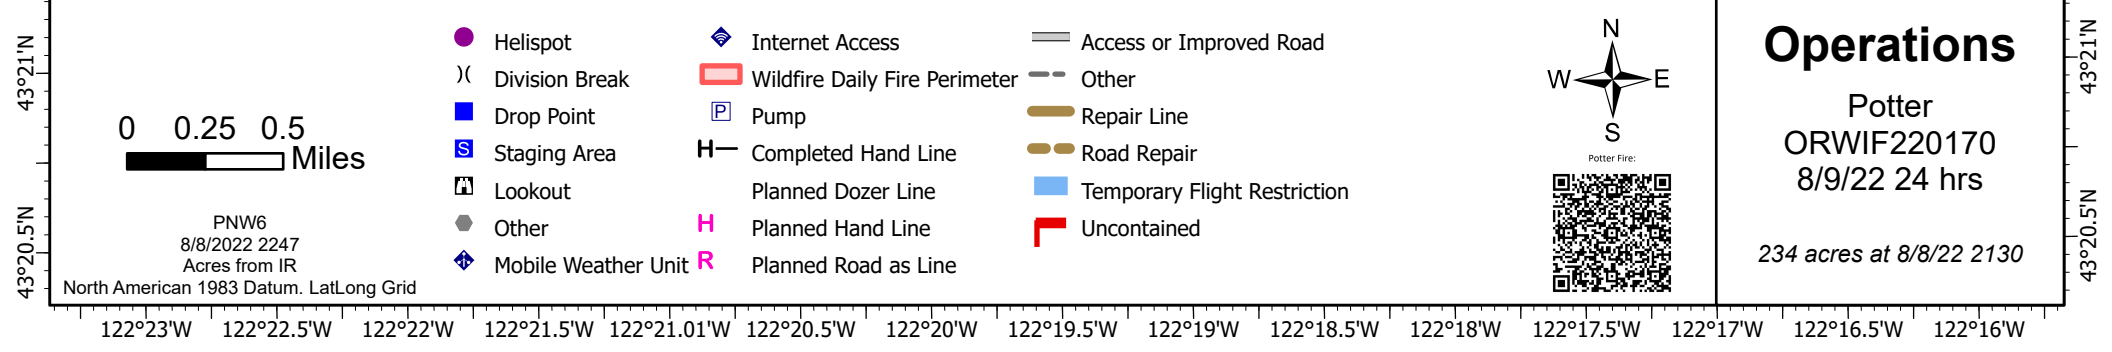 43°21'N
43°20.5'N
0 0.25 0.5
Miles
PNW6
8/8/2022 2247
Acres from IR
North American 1983 Datum. LatLong Grid
Helispot
)( Division Break
Drop Point
S Staging Area
Lookout
Other
Mobile Weather Unit
Internet Access
Wildfire Daily Fire Perimeter
P Pump
H Completed Hand Line
Planned Dozer Line
H Planned Hand Line
R Planned Road as Line
Access or Improved Road
Other
Repair Line
Road Repair
Temporary Flight Restriction
Uncontained
N
W E
S
Potter Fire:
Operations
Potter
ORWIF220170
8/9/22 24 hrs
234 acres at 8/8/22 2130
43°21'N
43°20.5'N
122°23'W 122°22.5'W 122°22'W 122°21.5'W 122°21.01'W 122°20.5'W 122°20'W 122°19.5'W 122°19'W 122°18.5'W 122°18'W 122°17.5'W 122°17'W 122°16.5'W 122°16'W